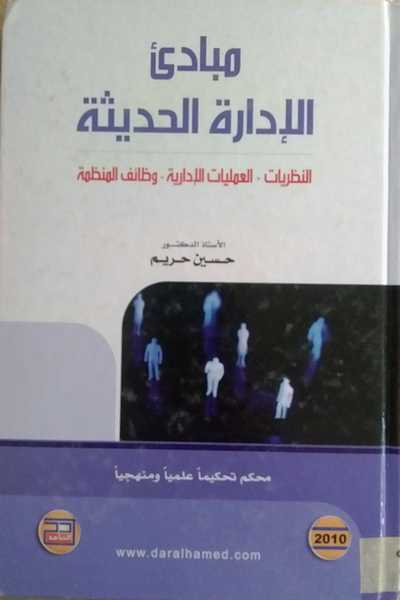 مبادئ
الإدارة الحديثة
النظريات - العمليات الإدارية - وظائف المنظمة
الأستاذ الدكتور
حسين حريم
محكم تحكيماً علمياً ومنهجياً
الحامد
2010
www.daralhamed.com